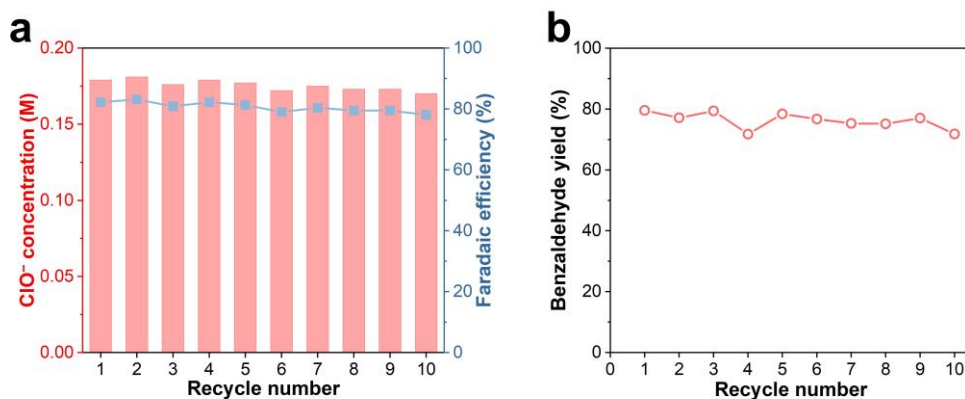 a
0.20
0.15
0.10
0.05
0.00
ClO⁻ concentration (M)
100
80
60
40
20
0
Faradaic efficiency (%)
1 2 3 4 5 6 7 8 9 10
Recycle number
b
100
80
60
40
20
0
Benzaldehyde yield (%)
0 1 2 3 4 5 6 7 8 9 10
Recycle number